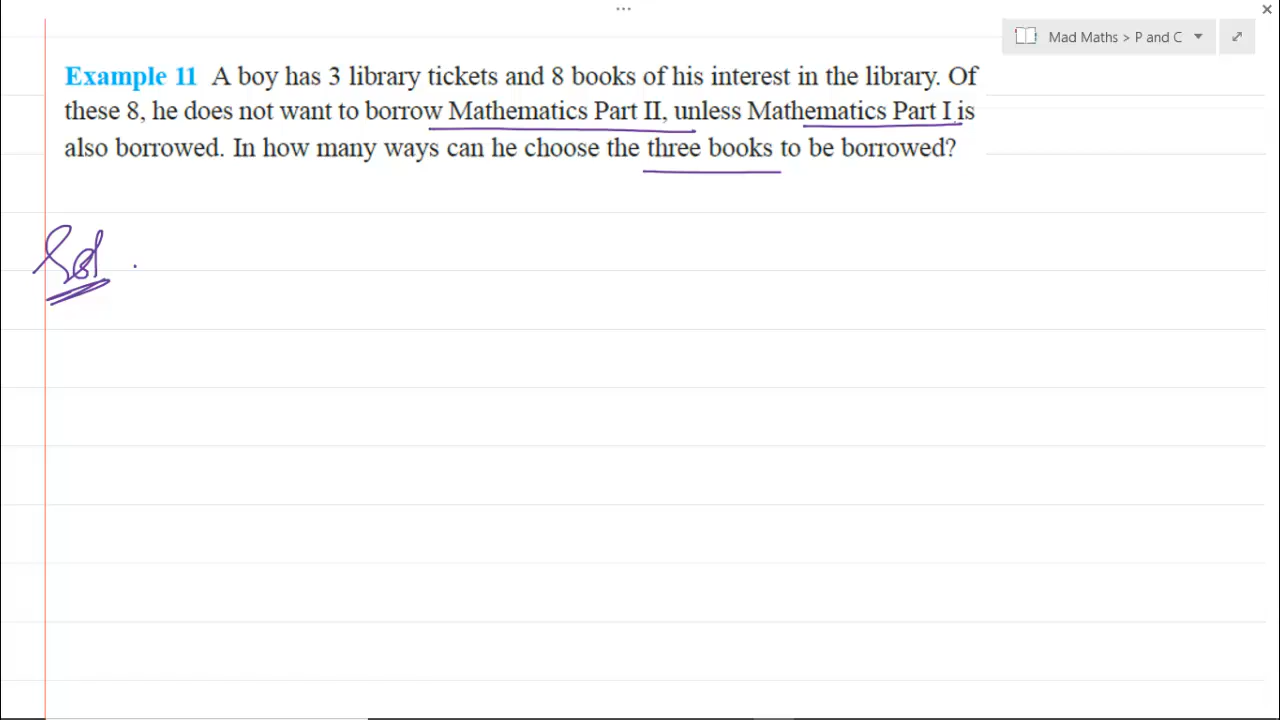 Mad Maths > P and C
Example 11 A boy has 3 library tickets and 8 books of his interest in the library. Of
these 8, he does not want to borrow Mathematics Part II, unless Mathematics Part I is
also borrowed. In how many ways can he choose the three books to be borrowed?
Sol